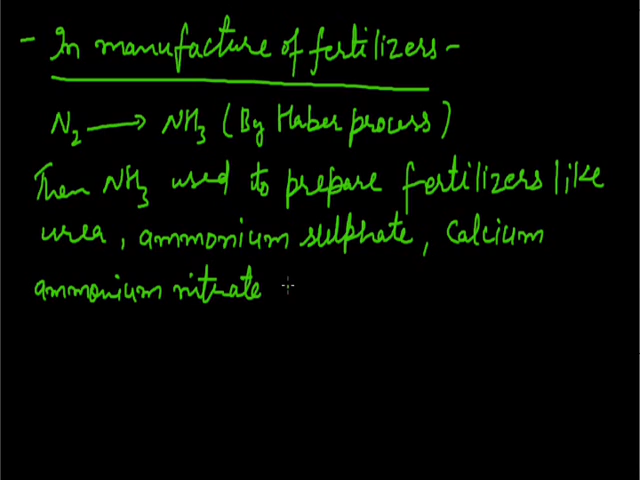 - In manufacture of fertilizers -
N₂ → NH₃ (By Haber process)
Then NH₃ used to prepare fertilizers like
urea, ammonium sulphate, Calcium
ammonium nitrate